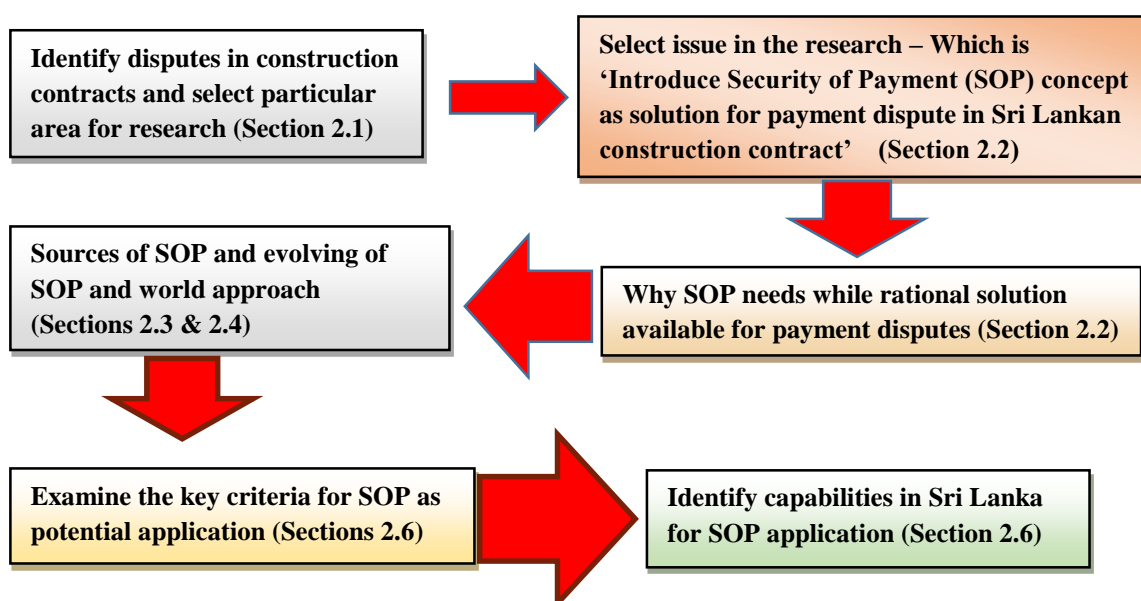 Identify disputes in construction
contracts and select particular
area for research (Section 2.1)
Select issue in the research – Which is
‘Introduce Security of Payment (SOP) concept
as solution for payment dispute in Sri Lankan
construction contract’ (Section 2.2)
Why SOP needs while rational solution
available for payment disputes (Section 2.2)
Sources of SOP and evolving of
SOP and world approach
(Sections 2.3 & 2.4)
Examine the key criteria for SOP as
potential application (Sections 2.6)
Identify capabilities in Sri Lanka
for SOP application (Section 2.6)